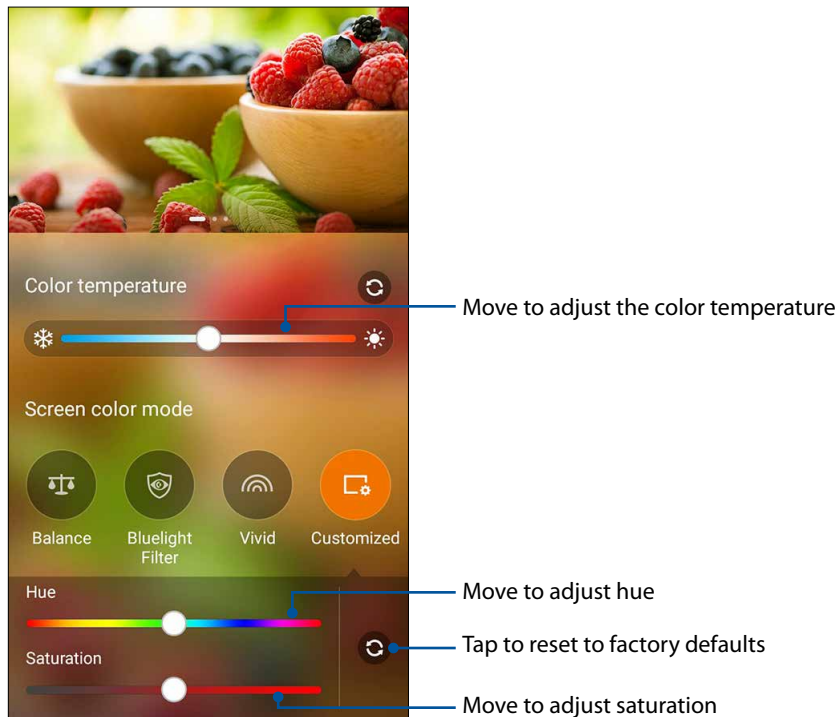 Color temperature
Move to adjust the color temperature
Screen color mode
Balance
Bluelight
Filter
Vivid
Customized
Hue
Move to adjust hue
Tap to reset to factory defaults
Saturation
Move to adjust saturation